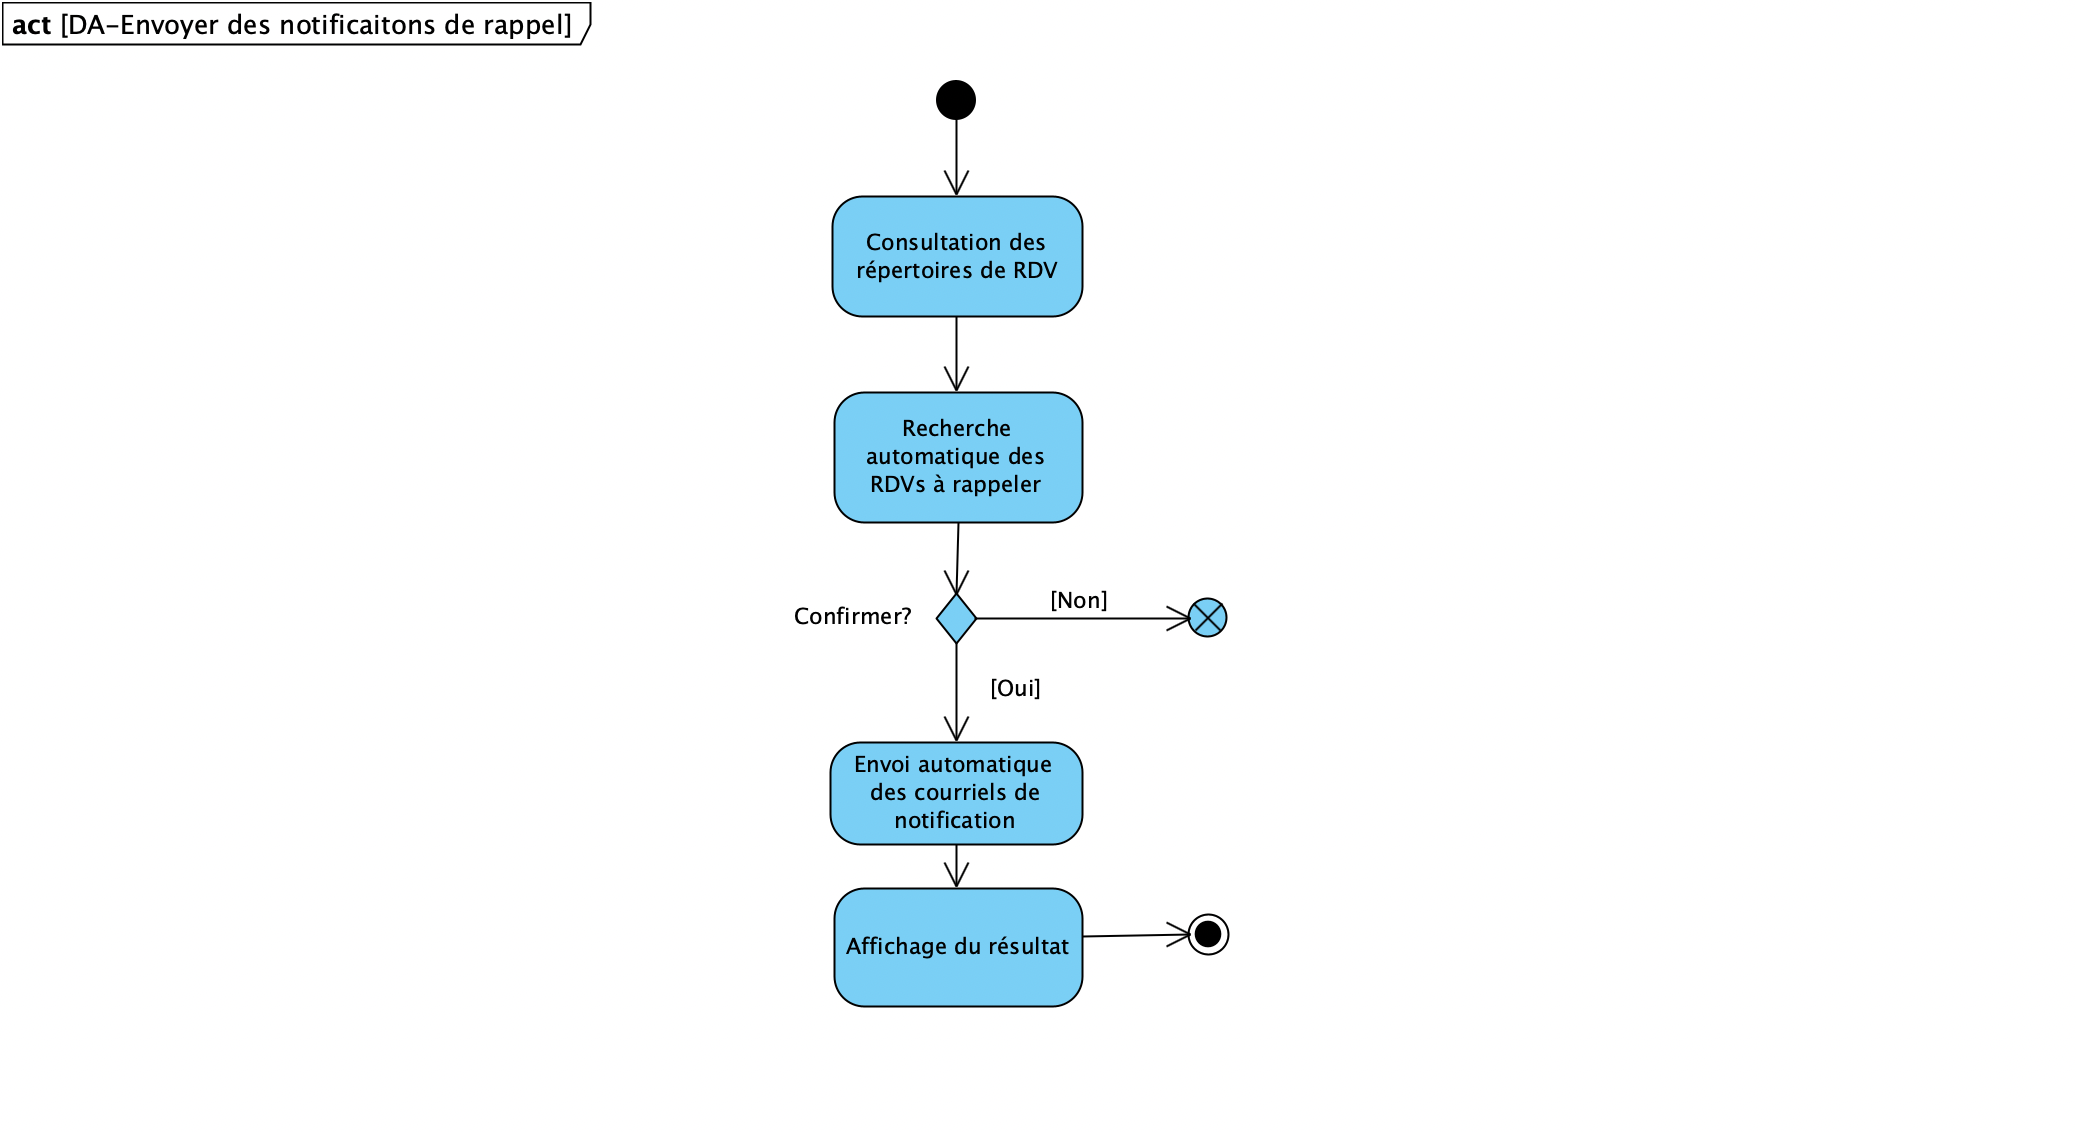 act [DA-Envoyer des notificaitons de rappel]
Consultation des
répertoires de RDV
Recherche
automatique des
RDVs à rappeler
Confirmer?
[Non]
[Oui]
Envoi automatique
des courriels de
notification
Affichage du résultat